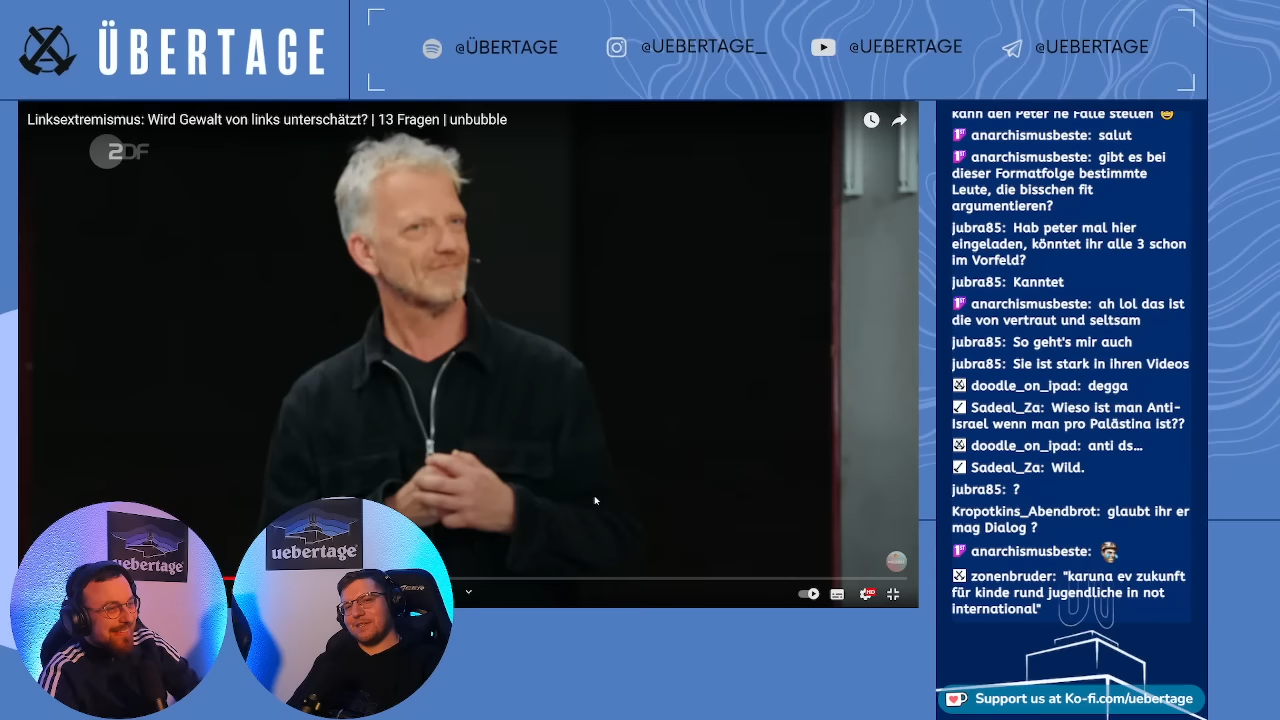 ÜBERTAGE
@ÜBERTAGE
@UEBERTAGE_
@UEBERTAGE
@UEBERTAGE
Linksextremismus: Wird Gewalt von links unterschätzt? | 13 Fragen | unbubble
2DF
HD
uebertage
uebertage
kann den Peter ne Falle stellen
anarchismusbeste: salut
anarchismusbeste: gibt es bei
dieser Formatfolge bestimmte
Leute, die bisschen fit
argumentieren?
jubra85: Hab peter mal hier
eingeladen, könntet ihr alle 3 schon
im Vorfeld?
jubra85: Kanntet
anarchismusbeste: ah lol das ist
die von vertraut und seltsam
jubra85: So geht's mir auch
jubra85: Sie ist stark in ihren Videos
doodle_on_ipad: degga
Sadeal_Za: Wieso ist man Anti-
Israel wenn man pro Palästina ist??
doodle_on_ipad: anti ds...
Sadeal_Za: Wild.
jubra85: ?
Kropotkins_Abendbrot: glaubt ihr er
mag Dialog ?
anarchismusbeste:
zonenbruder: "karuna ev zukunft
für kinde rund jugendliche in not
international"
Support us at Ko-fi.com/uebertage